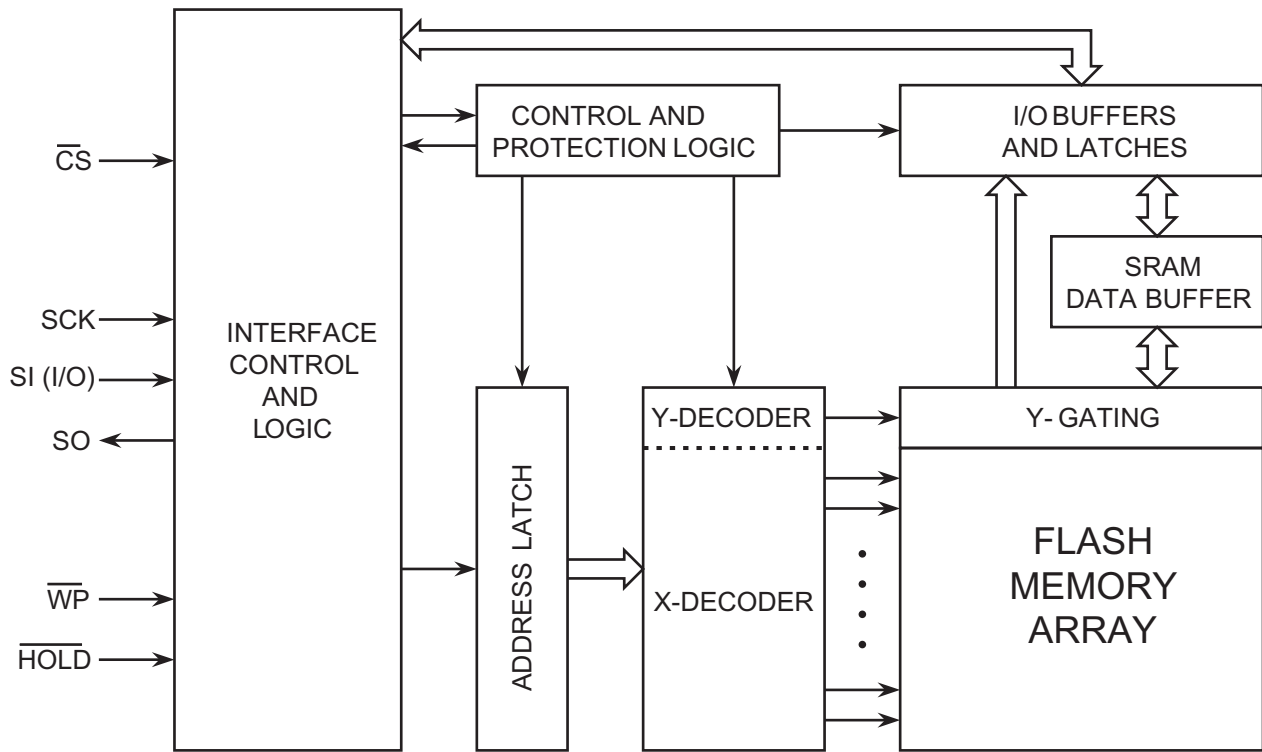 CS
SCK
SI (I/O)
SO
WP
HOLD
INTERFACE
CONTROL
AND
LOGIC
CONTROL AND
PROTECTION LOGIC
I/O BUFFERS
AND LATCHES
SRAM
DATA BUFFER
ADDRESS LATCH
Y-DECODER
X-DECODER
Y- GATING
FLASH
MEMORY
ARRAY